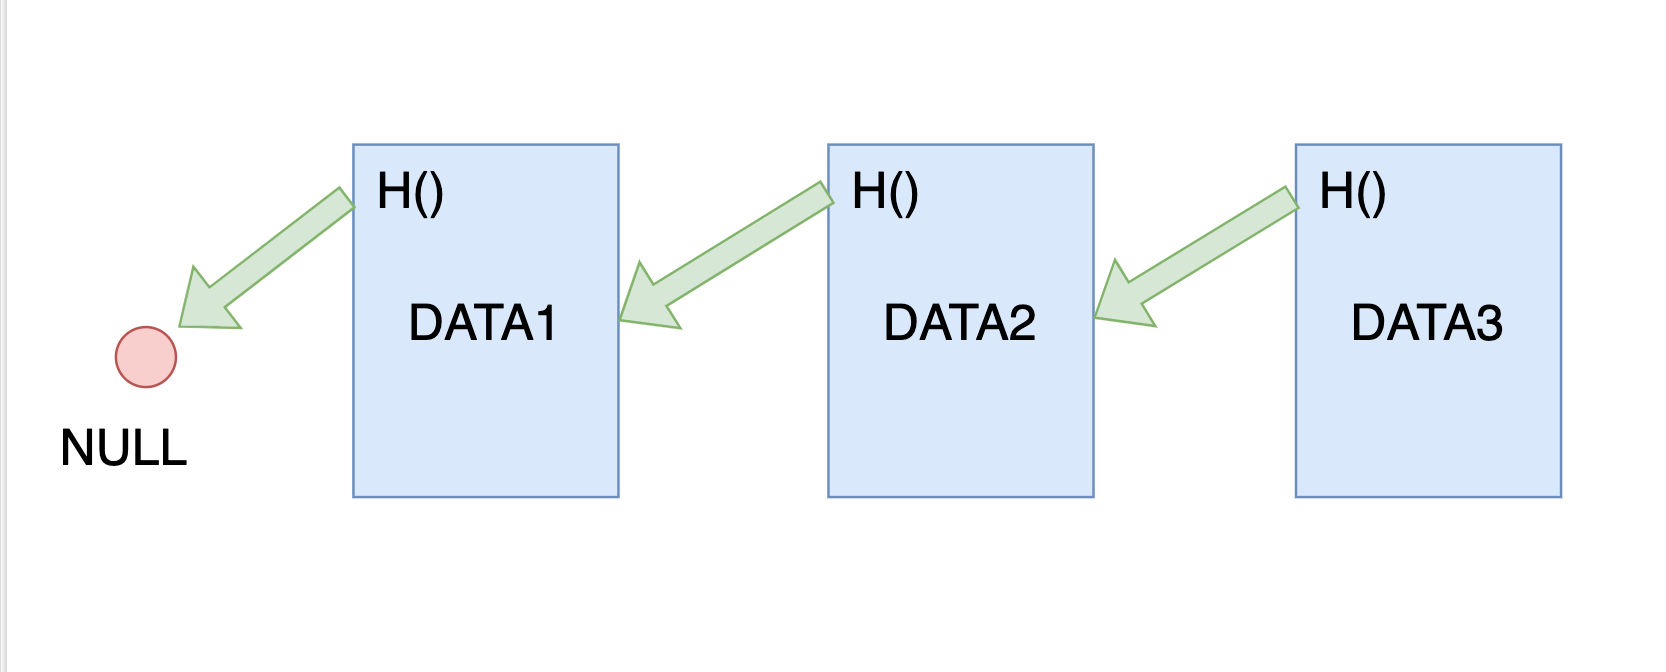 H()
H()
H()
DATA1
DATA2
DATA3
NULL